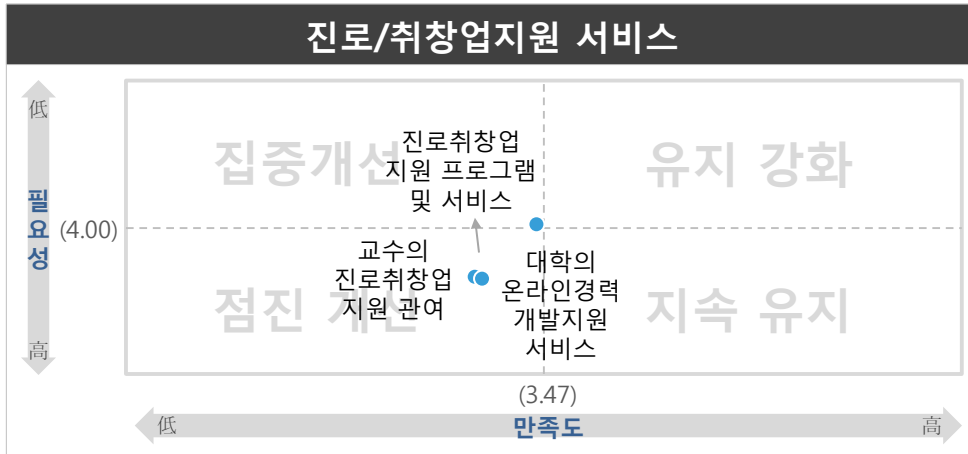 진로/취창업지원 서비스
低
필
요
성
高
(4.00)
집중개선
유지 강화
진로취창업
지원 프로그램
및 서비스
교수의
진로취창업
지원 관여
대학의
온라인경력
개발지원
서비스
점진 개선
지속 유지
(3.47)
低
만족도
高